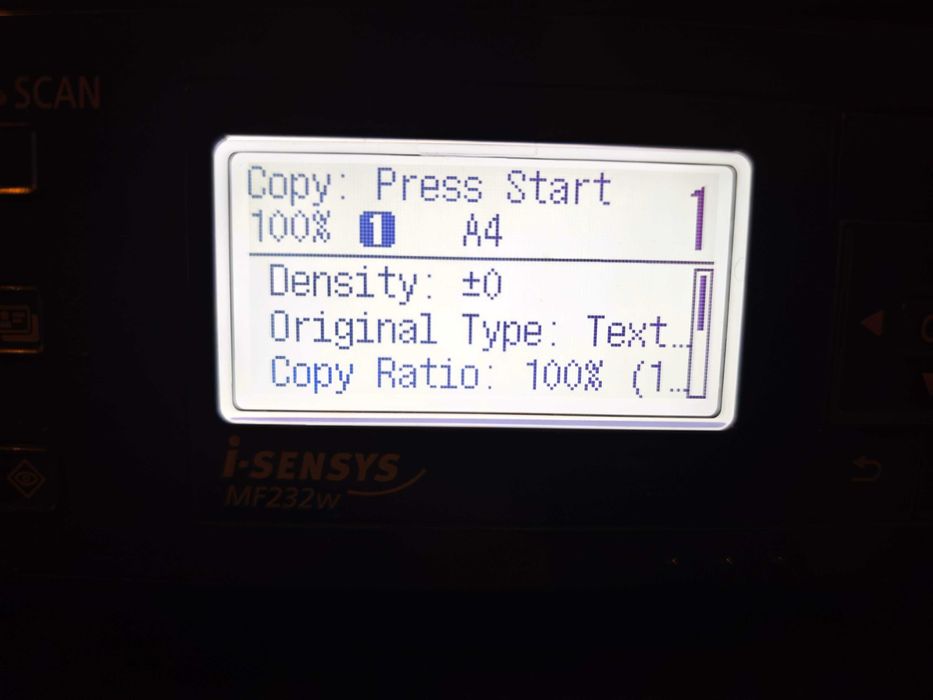 SCAN
Copy: Press Start 1
100% 1 A4
Density: ±0
Original Type: Text...
Copy Ratio: 100% (1...
i-SENSYS
MF232w